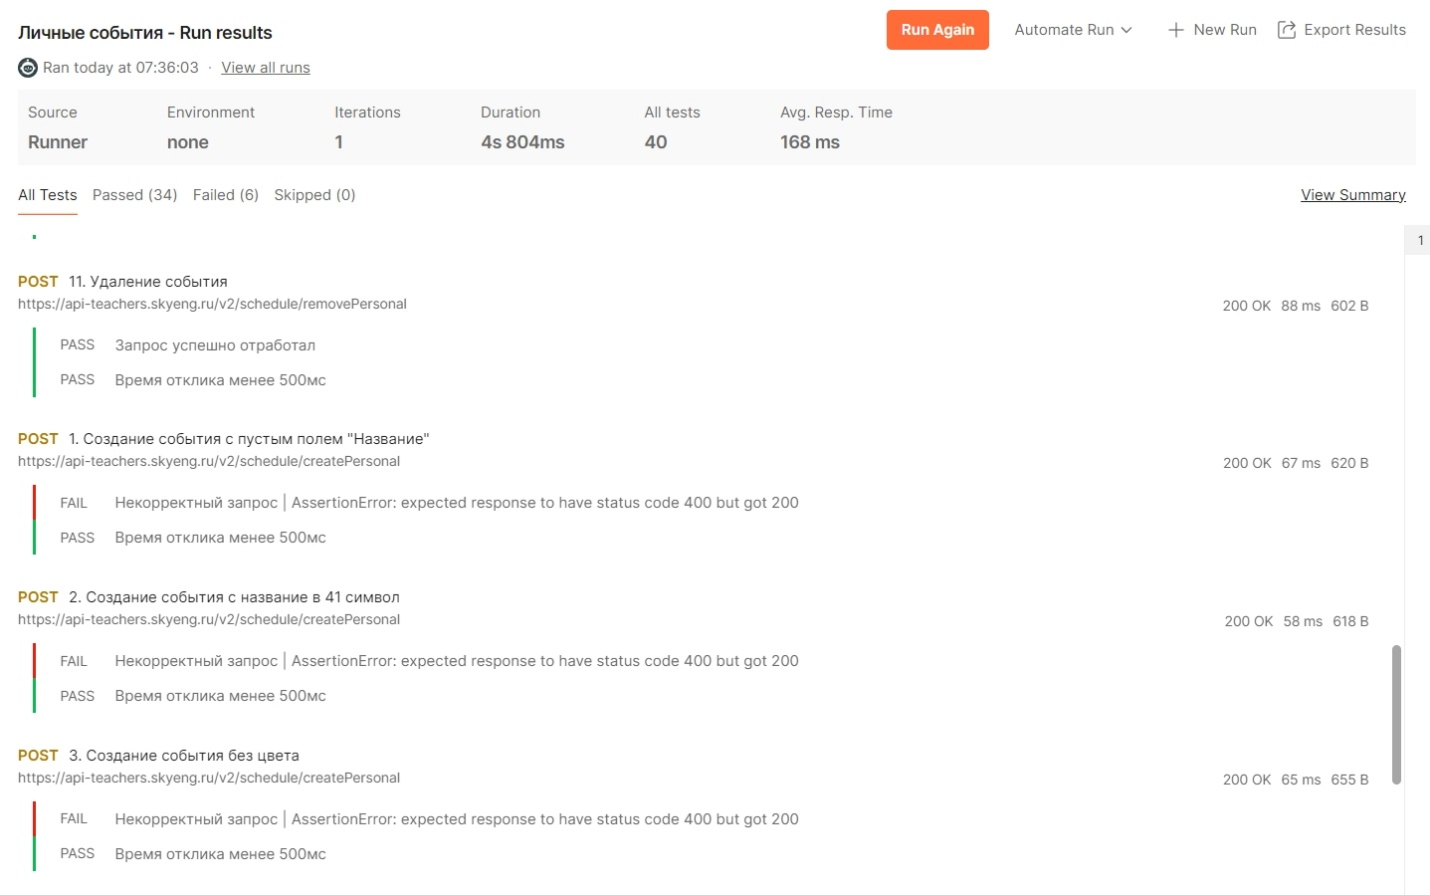 Личные события - Run results
Run Again
Automate Run
New Run
Export Results
Ran today at 07:36:03 · View all runs
Source Environment Iterations Duration All tests Avg. Resp. Time
Runner none 1 4s 804ms 40 168 ms
All Tests Passed (34) Failed (6) Skipped (0) View Summary
1
POST 11. Удаление события
https://api-teachers.skyeng.ru/v2/schedule/removePersonal
200 OK 88 ms 602 B
PASS Запрос успешно отработал
PASS Время отклика менее 500мс
POST 1. Создание события с пустым полем "Название"
https://api-teachers.skyeng.ru/v2/schedule/createPersonal
200 OK 67 ms 620 B
FAIL Некорректный запрос | AssertionError: expected response to have status code 400 but got 200
PASS Время отклика менее 500мс
POST 2. Создание события с название в 41 символ
https://api-teachers.skyeng.ru/v2/schedule/createPersonal
200 OK 58 ms 618 B
FAIL Некорректный запрос | AssertionError: expected response to have status code 400 but got 200
PASS Время отклика менее 500мс
POST 3. Создание события без цвета
https://api-teachers.skyeng.ru/v2/schedule/createPersonal
200 OK 65 ms 655 B
FAIL Некорректный запрос | AssertionError: expected response to have status code 400 but got 200
PASS Время отклика менее 500мс